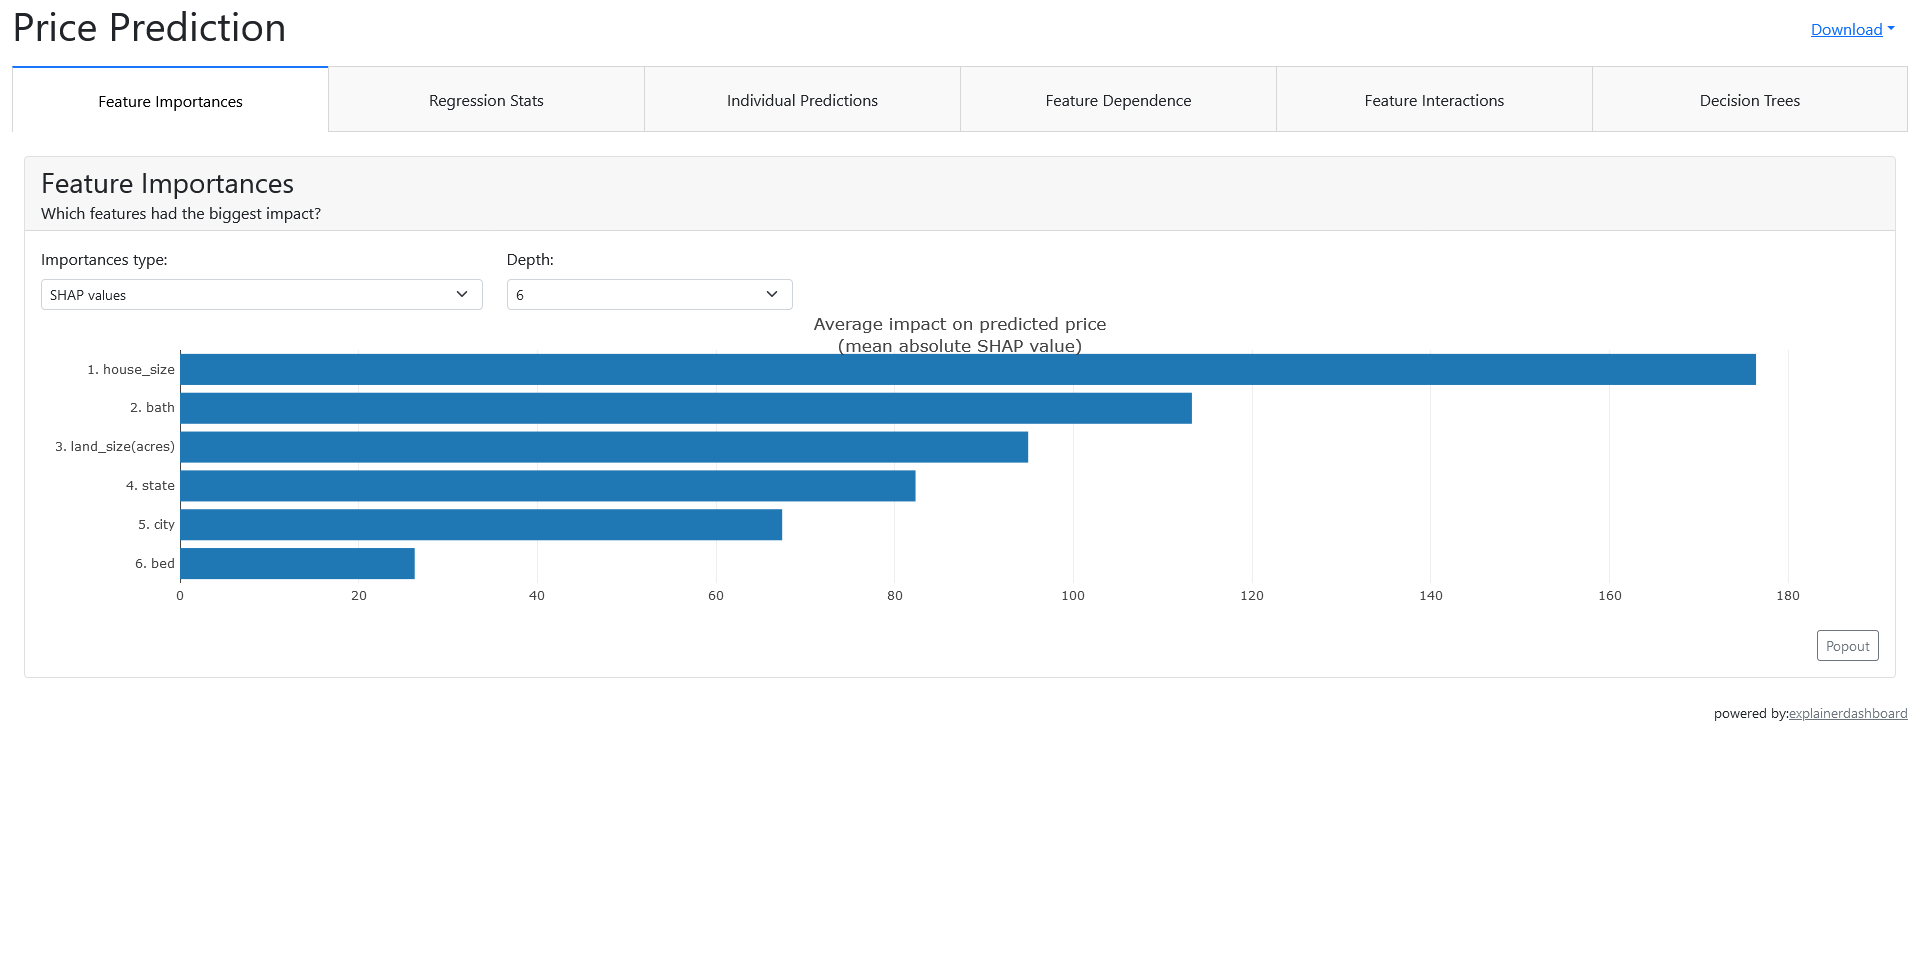 Price Prediction
Download
Feature Importances
Regression Stats
Individual Predictions
Feature Dependence
Feature Interactions
Decision Trees
Feature Importances
Which features had the biggest impact?
Importances type:
Depth:
SHAP values
6
Average impact on predicted price
(mean absolute SHAP value)
1. house_size
2. bath
3. land_size(acres)
4. state
5. city
6. bed
0 20 40 60 80 100 120 140 160 180
Popout
powered by:explainerdashboard